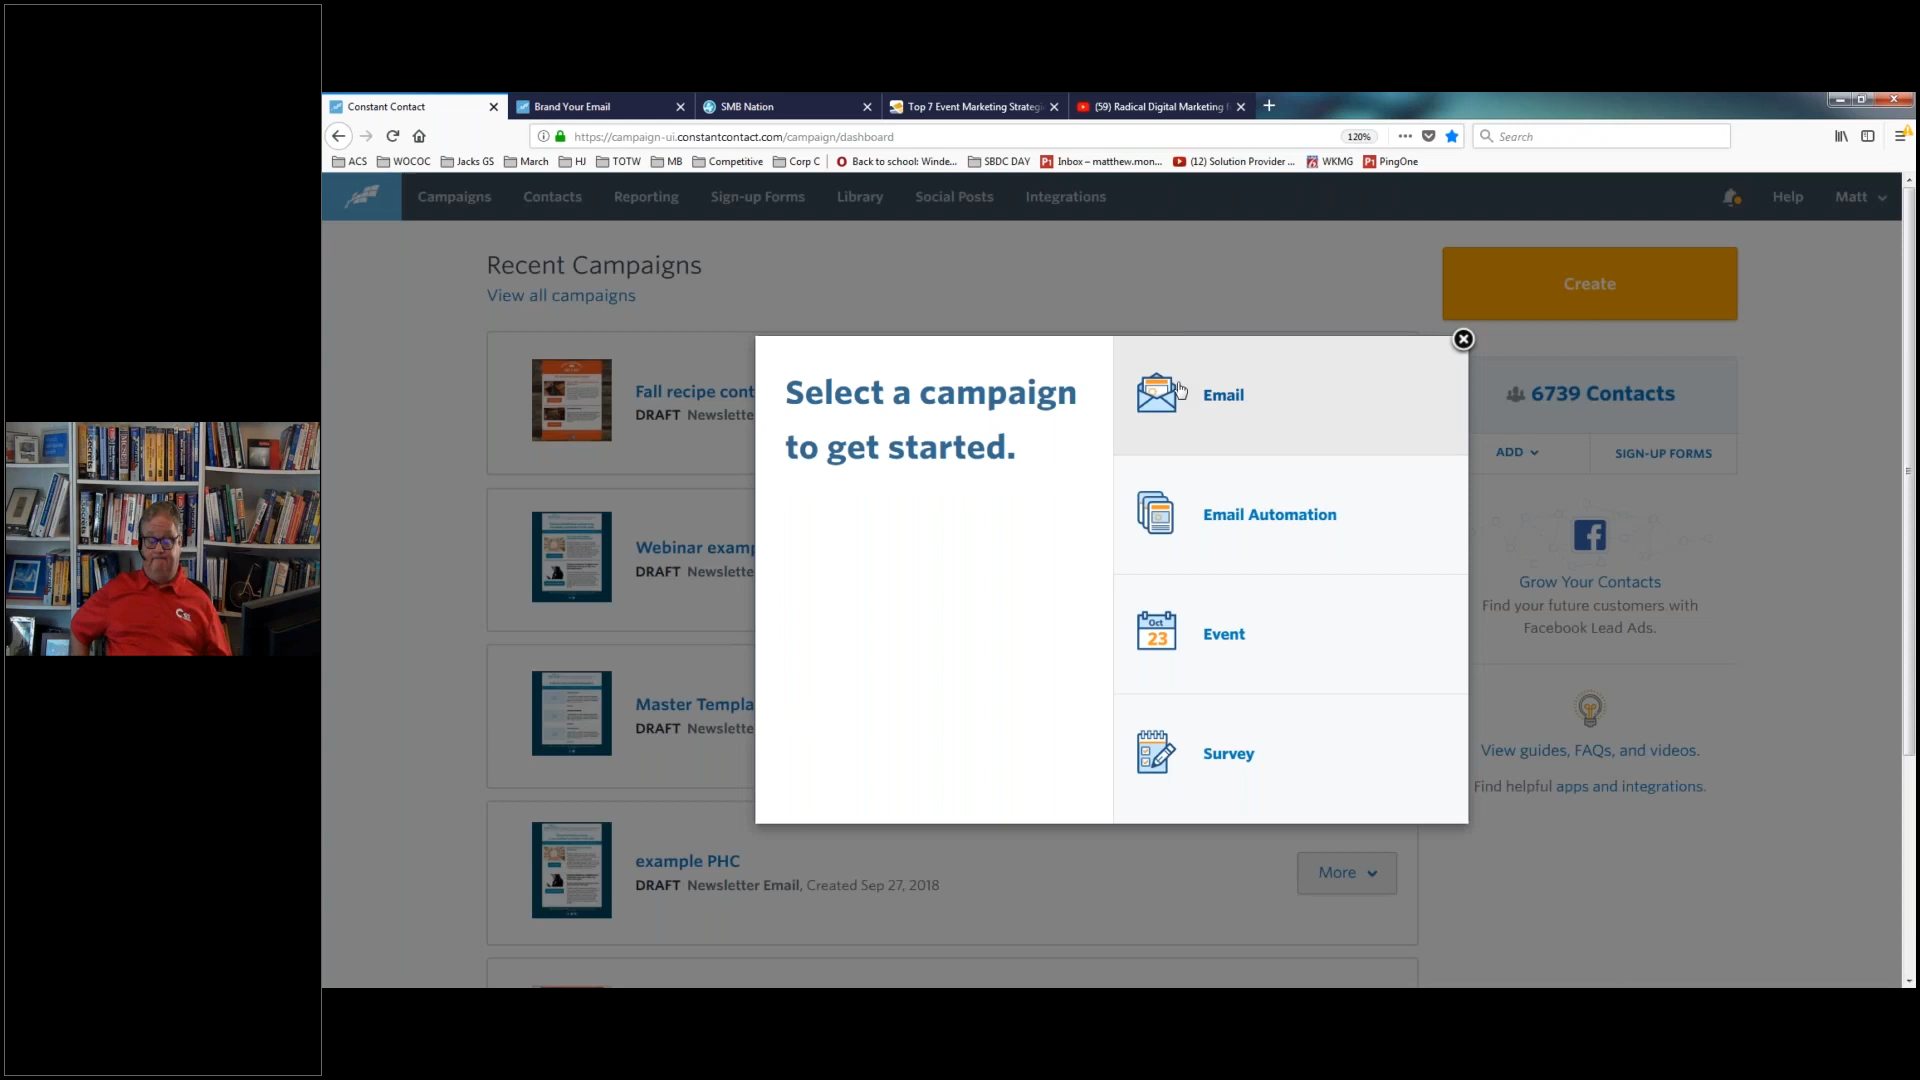 Constant Contact
Brand Your Email
SMB Nation
Top 7 Event Marketing Strategi
(59) Radical Digital Marketing
https://campaign-ui.constantcontact.com/campaign/dashboard
120%
Search
ACS
WOCOC
Jacks GS
March
HJ
TOTW
MB
Competitive
Corp C
Back to school: Winde...
SBDC DAY
Inbox – matthew.mon...
(12) Solution Provider ...
WKMG
PingOne
Campaigns
Contacts
Reporting
Sign-up Forms
Library
Social Posts
Integrations
Help
Matt
Recent Campaigns
View all campaigns
Create
Fall recipe cont
DRAFT Newslette
Webinar examp
DRAFT Newslette
Master Templa
DRAFT Newslette
example PHC
DRAFT Newsletter Email, Created Sep 27, 2018
More
Select a campaign
to get started.
Email
Email Automation
Oct
23
Event
Survey
6739 Contacts
ADD
SIGN-UP FORMS
Grow Your Contacts
Find your future customers with
Facebook Lead Ads.
View guides, FAQs, and videos.
Find helpful apps and integrations.